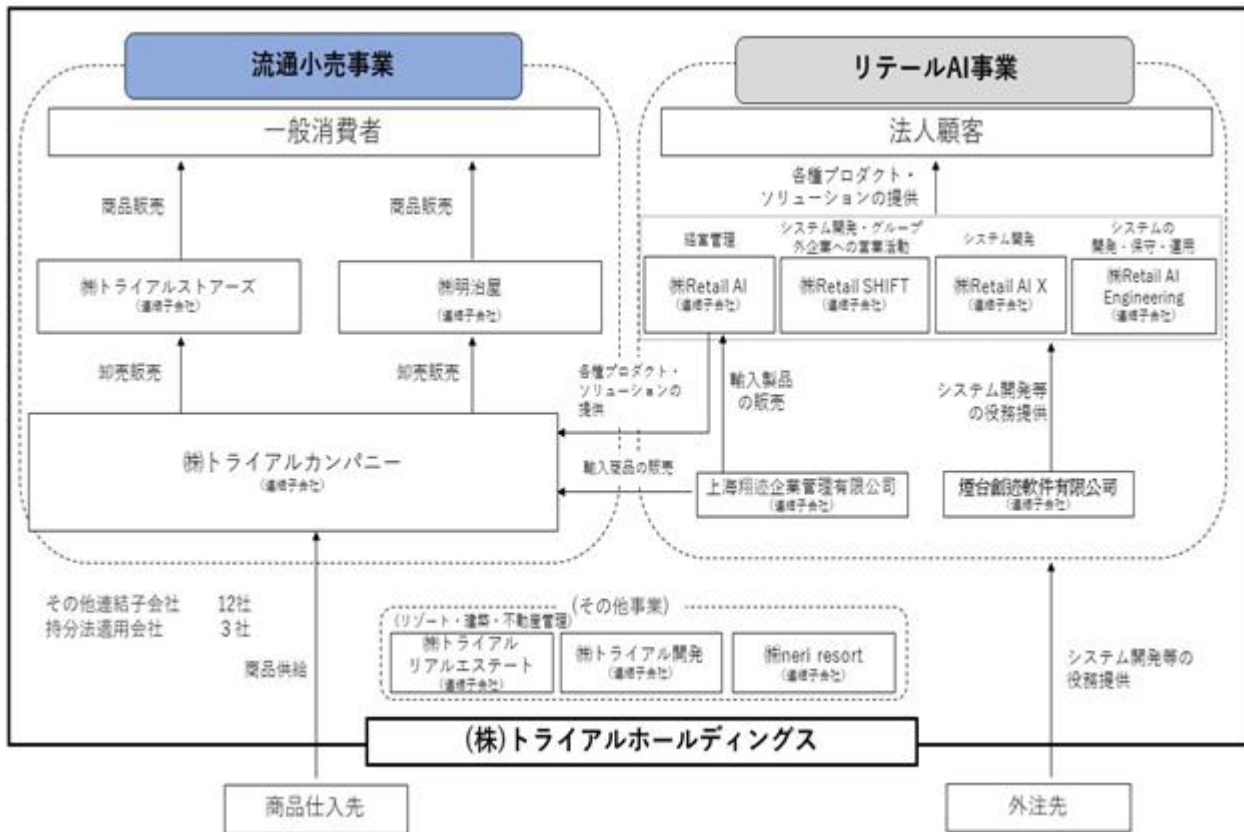 流通小売事業
一般消費者
商品販売
商品販売
㈱トライアルストアーズ
(連結子会社)
㈱明治屋
(連結子会社)
卸売販売
卸売販売
㈱トライアルカンパニー
(連結子会社)
リテールAI事業
法人顧客
各種プロダクト・
ソリューションの提供
経営管理
システム開発・グループ
外企業への営業活動
システム開発
システムの
開発・保守・運用
㈱Retail AI
(連結子会社)
㈱Retail SHIFT
(連結子会社)
㈱Retail AI X
(連結子会社)
㈱Retail AI
Engineering
(連結子会社)
各種プロダクト・
ソリューションの
提供
輸入製品
の販売
システム開発等
の役務提供
輸入商品の販売
上海翔迹企業管理有限公司
(連結子会社)
煙台創迹軟件有限公司
(連結子会社)
その他連結子会社 12社
持分法適用会社 3社
商品供給
(その他事業)
(リゾート・建築・不動産管理)
㈱トライアル
リアルエステート
(連結子会社)
㈱トライアル開発
(連結子会社)
㈱neri resort
(連結子会社)
システム開発等の
役務提供
(株)トライアルホールディングス
商品仕入先
外注先